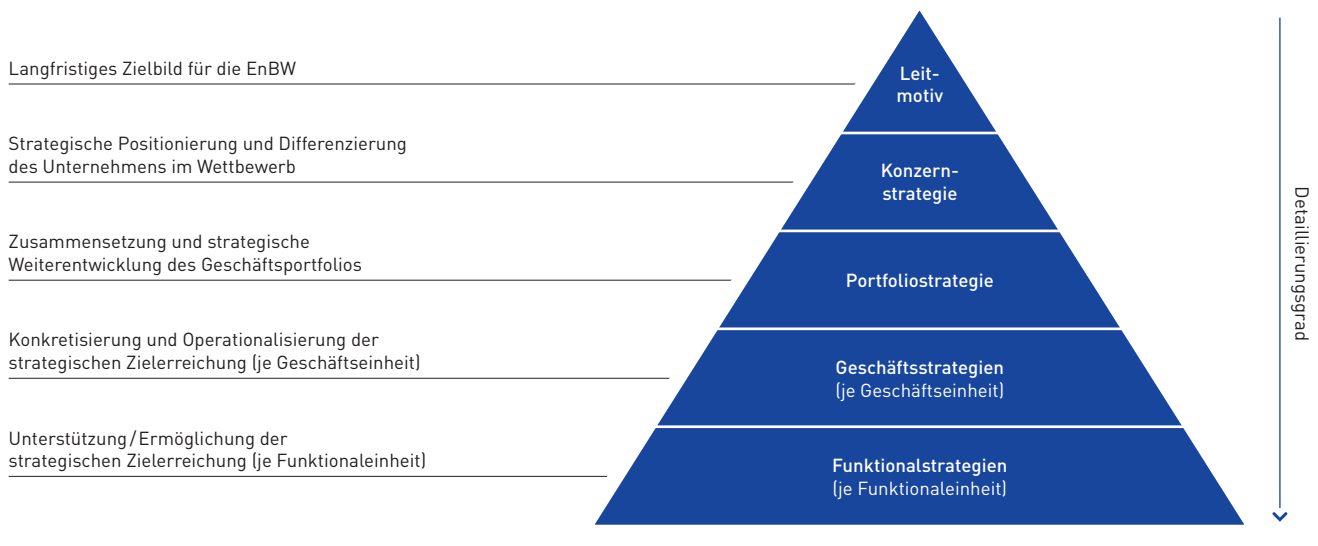 Langfristiges Zielbild für die EnBW
Leit-
motiv
Strategische Positionierung und Differenzierung
des Unternehmens im Wettbewerb
Konzern-
strategie
Zusammensetzung und strategische
Weiterentwicklung des Geschäftsportfolios
Portfoliostrategie
Konkretisierung und Operationalisierung der
strategischen Zielerreichung (je Geschäftseinheit)
Geschäftsstrategien
(je Geschäftseinheit)
Unterstützung/Ermöglichung der
strategischen Zielerreichung (je Funktionaleinheit)
Funktionalstrategien
(je Funktionaleinheit)
Detaillierungsgrad